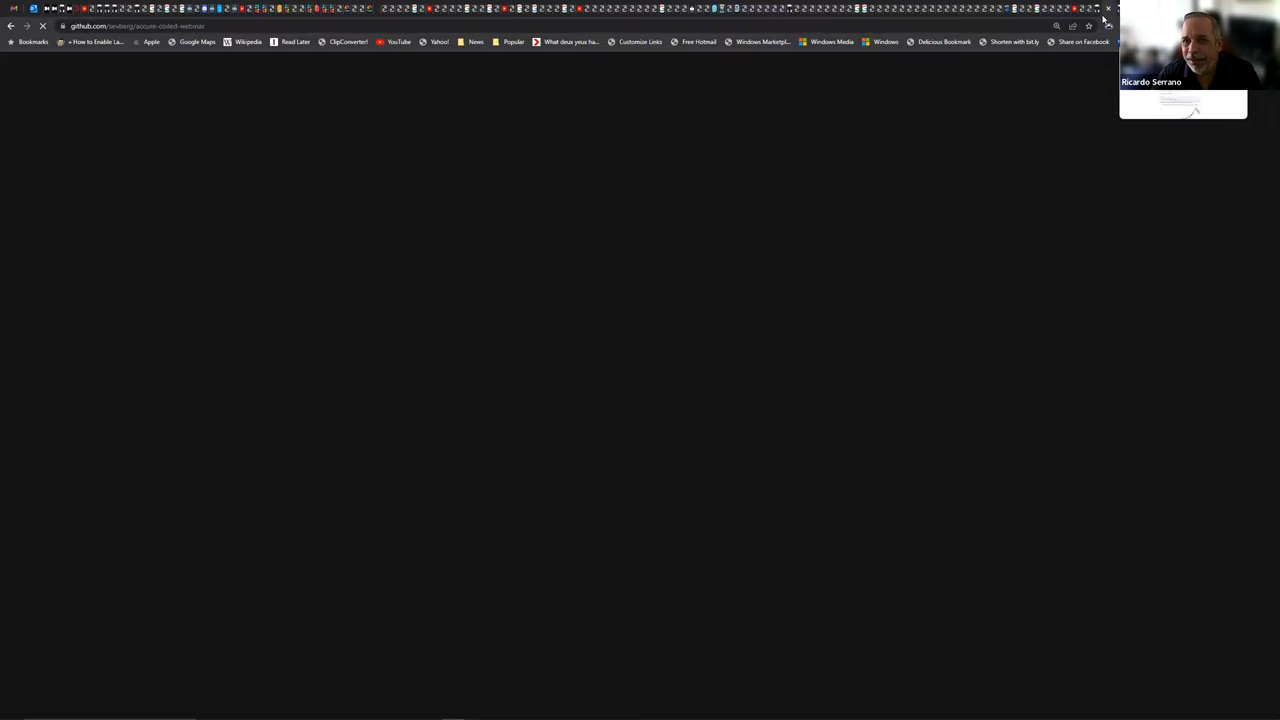 github.com/sevberg/accure-coiled-webinar
Bookmarks
« How to Enable La...
Apple
Google Maps
Wikipedia
Read Later
ClipConverter!
YouTube
Yahoo!
News
Popular
What deux yeux ha...
Customize Links
Free Hotmail
Windows Marketpl...
Windows Media
Windows
Delicious Bookmark
Shorten with bit.ly
Share on Facebook
Ricardo Serrano